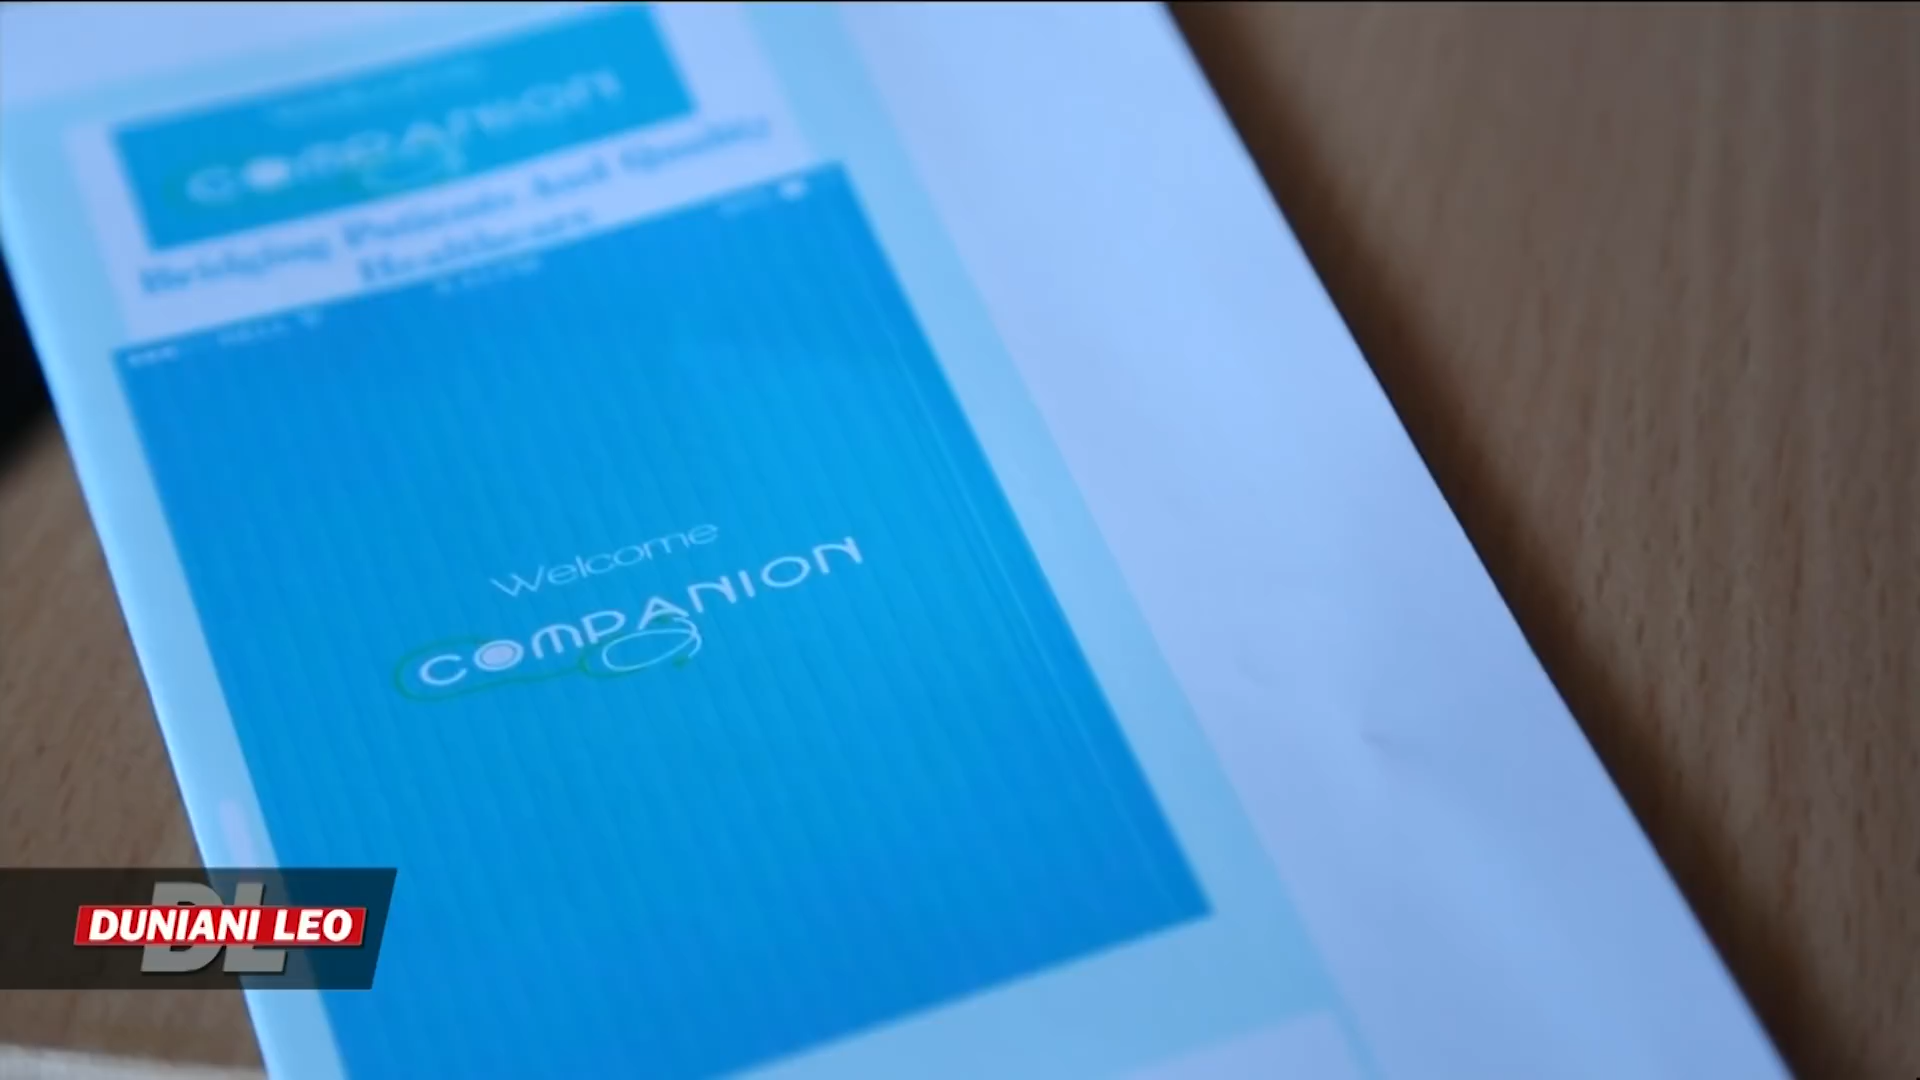 COMPANION
Bridging Patients And Quality
Healthcare
Welcome
COMPANION
DL
DUNIANI LEO